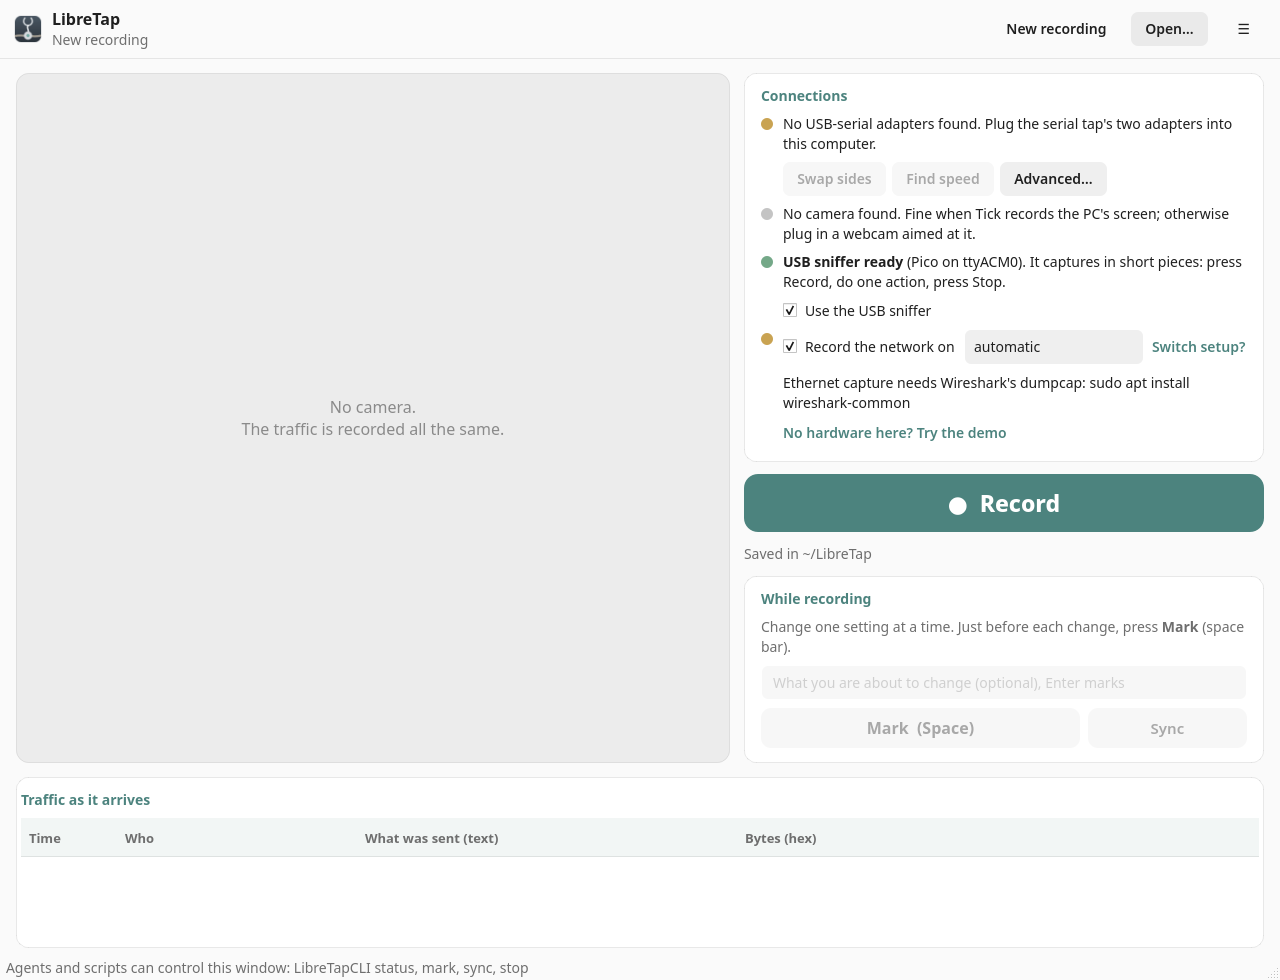 LibreTap
New recording
New recording
Open...
☰
Connections
No USB-serial adapters found. Plug the serial tap's two adapters into
this computer.
Swap sides
Find speed
Advanced...
No camera found. Fine when Tick records the PC's screen; otherwise
plug in a webcam aimed at it.
USB sniffer ready (Pico on ttyACM0). It captures in short pieces: press
Record, do one action, press Stop.
Use the USB sniffer
Record the network on
automatic
Switch setup?
Ethernet capture needs Wireshark's dumpcap: sudo apt install
wireshark-common
No hardware here? Try the demo
No camera.
The traffic is recorded all the same.
Record
Saved in ~/LibreTap
While recording
Change one setting at a time. Just before each change, press Mark (space
bar).
What you are about to change (optional), Enter marks
Mark (Space)
Sync
Traffic as it arrives
Time
Who
What was sent (text)
Bytes (hex)
Agents and scripts can control this window: LibreTapCLI status, mark, sync, stop